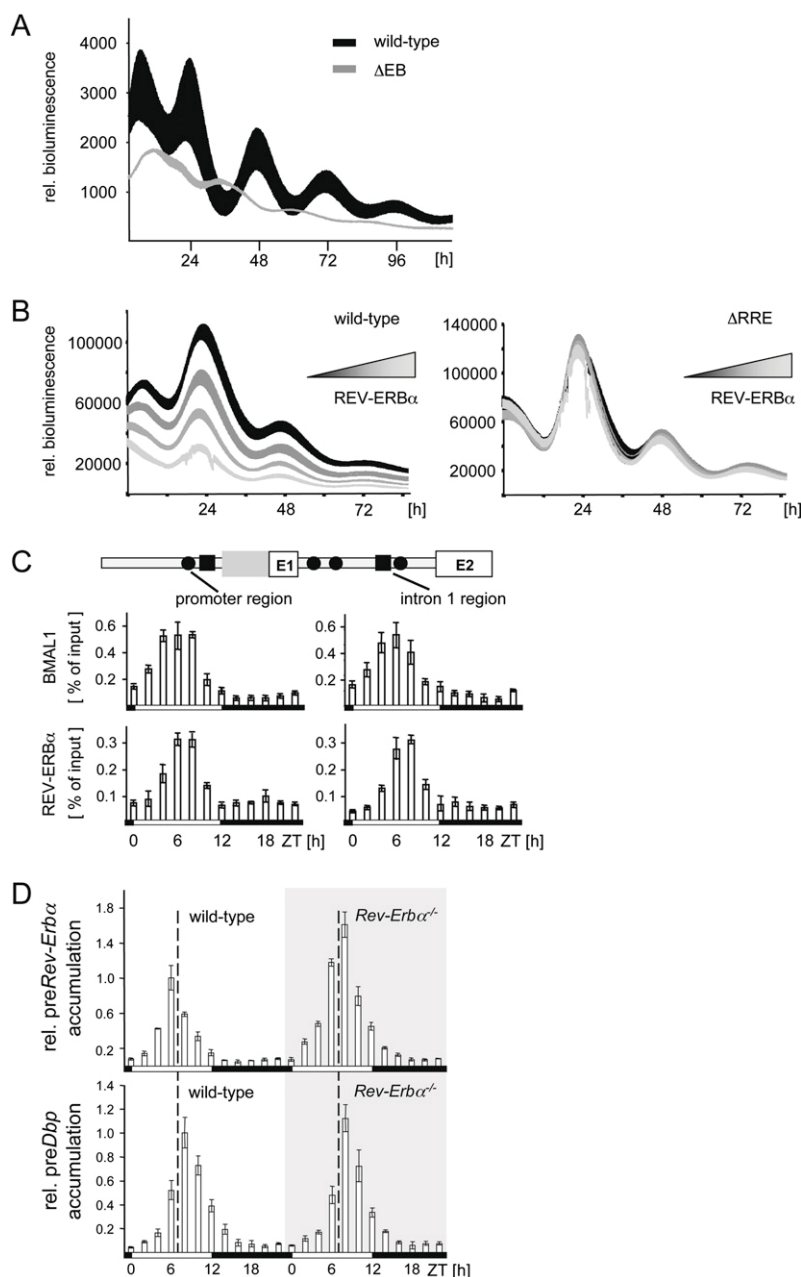 A
4000
3000
2000
1000
rel. bioluminescence
wild-type
ΔEB
24 48 72 96 [h]
B
rel. bioluminescence
100000
60000
20000
wild-type
REV-ERBα
24 48 72 [h]
140000
100000
60000
20000
ΔRRE
REV-ERBα
24 48 72 [h]
C
E1 E2
promoter region
intron 1 region
BMAL1
[ % of input ]
0.6
0.4
0.2
0.6
0.4
0.2
REV-ERBα
[ % of input ]
0.3
0.2
0.1
0.3
0.2
0.1
0 6 12 18 ZT [h]
0 6 12 18 ZT [h]
D
rel. preRev-Erbα
accumulation
1.8
1.4
1.0
0.6
0.2
wild-type
Rev-Erbα-/-
rel. preDbp
accumulation
1.4
1.2
1.0
0.8
0.4
0.2
wild-type
Rev-Erbα-/-
0 6 12 18 0 6 12 ZT [h]